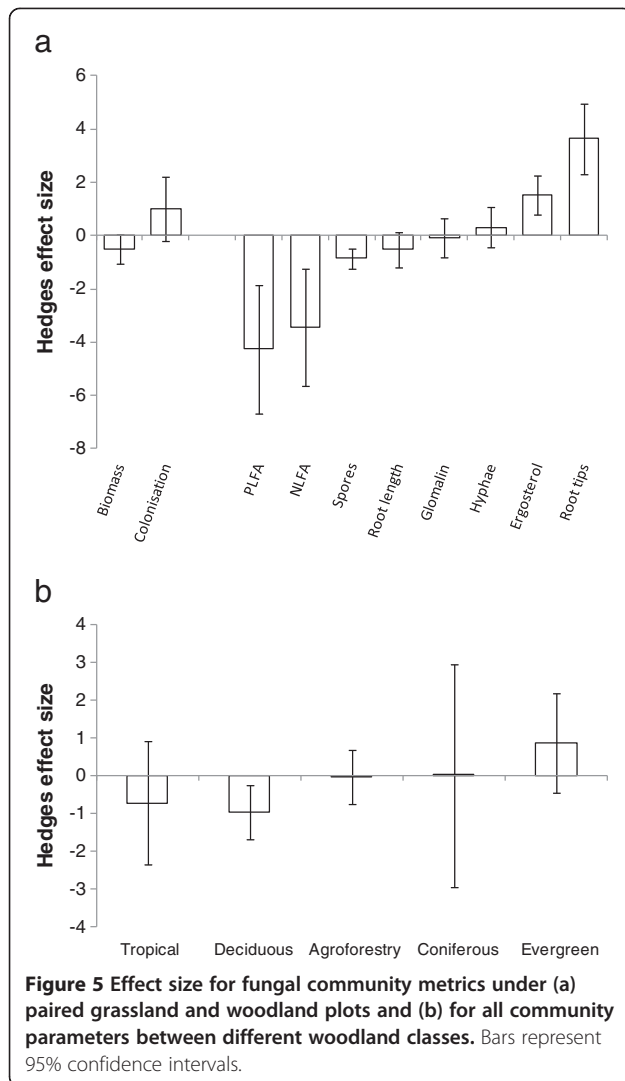 a
6
4
2
0
-2
-4
-6
-8
Hedges effect size
Biomass
Colonisation
PLFA
NLFA
Spores
Root length
Glomalin
Hyphae
Ergosterol
Root tips
b
4
3
2
1
0
-1
-2
-3
-4
Hedges effect size
Tropical Deciduous Agroforestry Coniferous Evergreen
Figure 5 Effect size for fungal community metrics under (a)
paired grassland and woodland plots and (b) for all community
parameters between different woodland classes. Bars represent
95% confidence intervals.